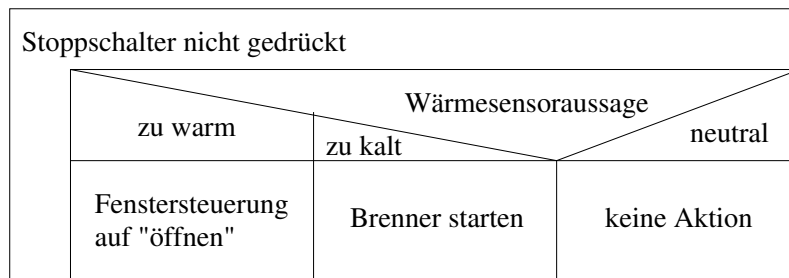 Stoppschalter nicht gedrückt
Wärmesensoraussage
zu warm
zu kalt
neutral
Fenstersteuerung
auf "öffnen"
Brenner starten
keine Aktion